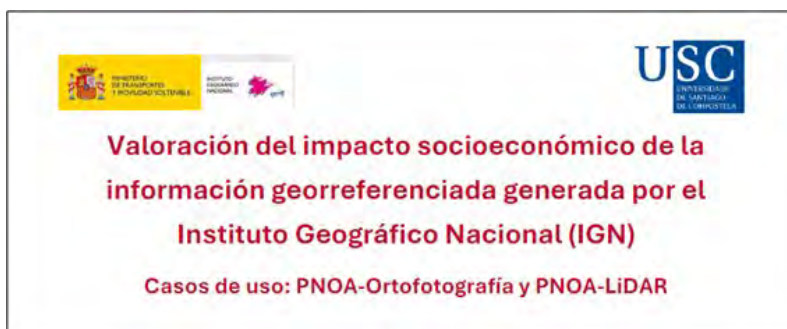 MINISTERIO
DE TRANSPORTES
Y MOVILIDAD SOSTENIBLE
INSTITUTO
GEOGRÁFICO
NACIONAL
USC
UNIVERSIDADE
DE SANTIAGO
DE COMPOSTELA
Valoración del impacto socioeconómico de la
información georreferenciada generada por el
Instituto Geográfico Nacional (IGN)
Casos de uso: PNOA-Ortofotografía y PNOA-LiDAR